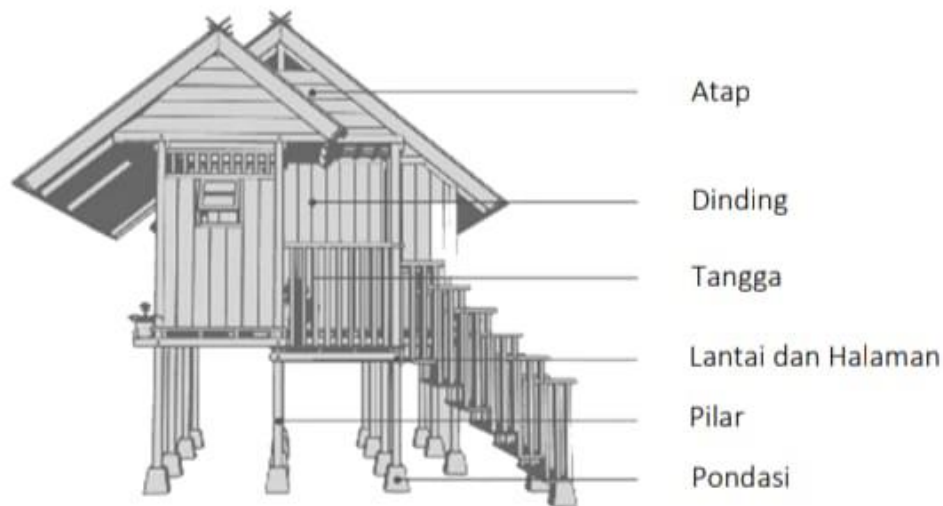 Atap
Dinding
Tangga
Lantai dan Halaman
Pilar
Pondasi